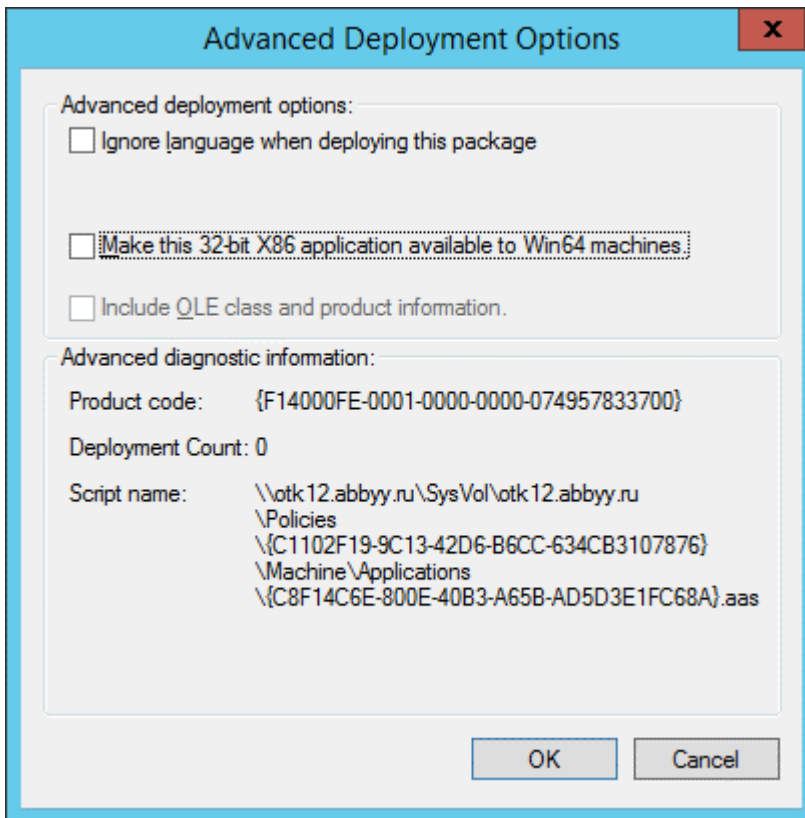 Advanced Deployment Options
x
Advanced deployment options:
Ignore language when deploying this package
Make this 32-bit X86 application available to Win64 machines.
Include OLE class and product information.
Advanced diagnostic information:
Product code: {F14000FE-0001-0000-0000-074957833700}
Deployment Count: 0
Script name: \\otk12.abbyy.ru\SysVol\otk12.abbyy.ru
\Policies
\{C1102F19-9C13-42D6-B6CC-634CB3107876}
\Machine\Applications
\{C8F14C6E-800E-40B3-A65B-AD5D3E1FC68A}.aas
OK Cancel